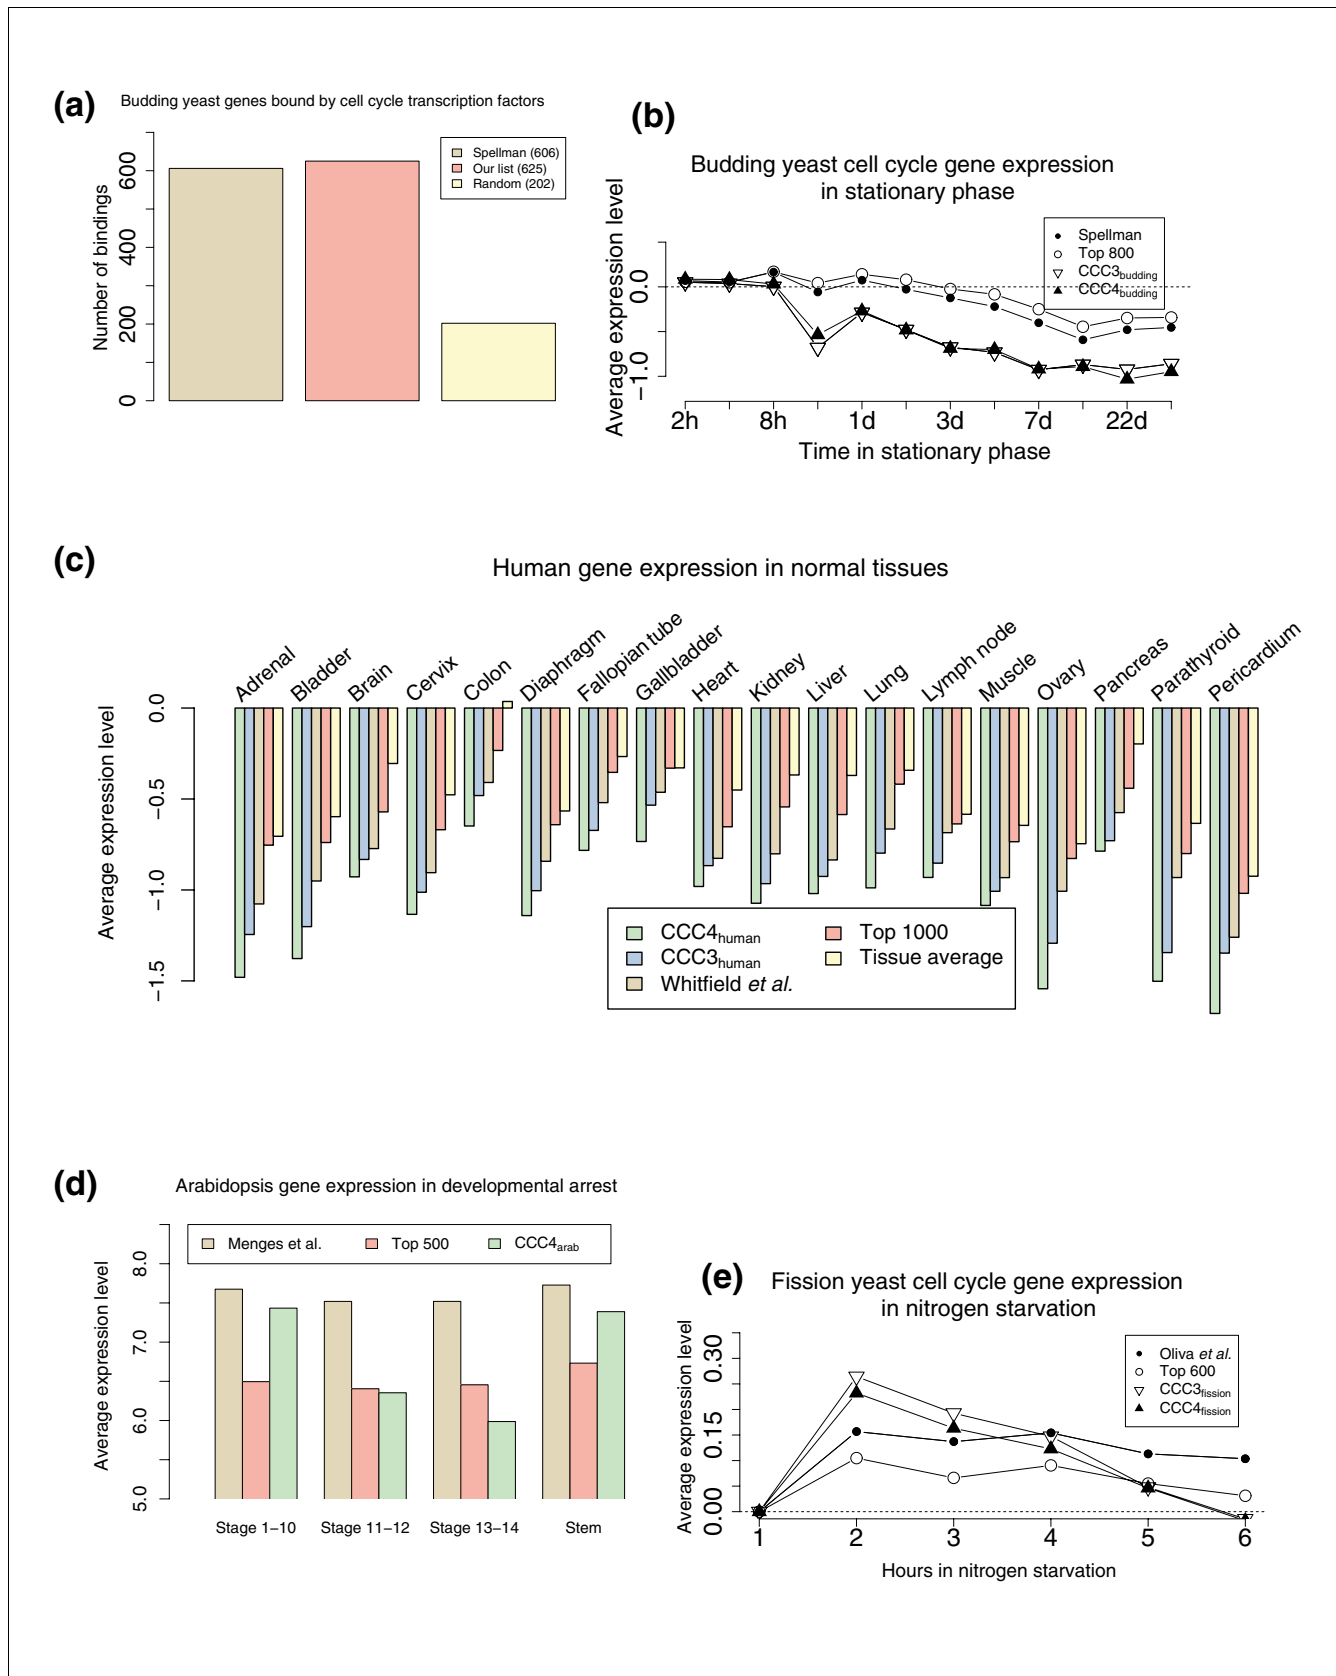 (a)
Budding yeast genes bound by cell cycle transcription factors
Number of bindings
0
200
400
600
Spellman (606)
Our list (625)
Random (202)
(b)
Budding yeast cell cycle gene expression
in stationary phase
Average expression level
0.0
−1.0
Spellman
Top 800
CCC3budding
CCC4budding
2h
8h
1d
3d
7d
22d
Time in stationary phase
(c)
Human gene expression in normal tissues
Average expression level
0.0
−0.5
−1.0
−1.5
Adrenal
Bladder
Brain
Cervix
Colon
Diaphragm
Fallopian tube
Gallbladder
Heart
Kidney
Liver
Lung
Lymph node
Muscle
Ovary
Pancreas
Parathyroid
Pericardium
CCC4human
CCC3human
Whitfield et al.
Top 1000
Tissue average
(d)
Arabidopsis gene expression in developmental arrest
Average expression level
5.0
6.0
7.0
8.0
Menges et al.
Top 500
CCC4arab
Stage 1−10
Stage 11−12
Stage 13−14
Stem
(e)
Fission yeast cell cycle gene expression
in nitrogen starvation
Average expression level
0.00
0.15
0.30
Oliva et al.
Top 600
CCC3fission
CCC4fission
1
2
3
4
5
6
Hours in nitrogen starvation